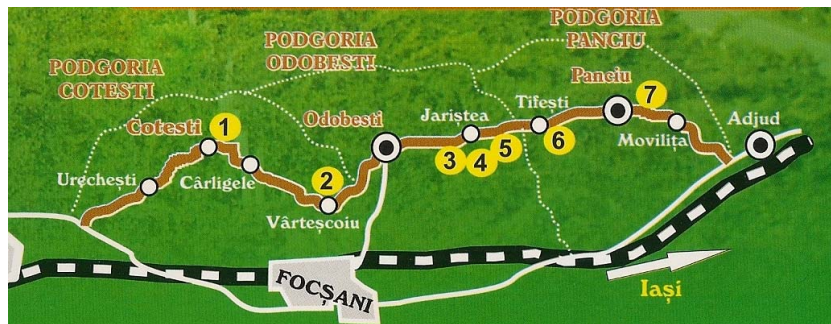 PODGORIA
PANCIU
PODGORIA
ODOBESTI
PODGORIA
COTESTI
Panciu
7
Tifești
Jariștea
Odobesti
Adjud
Cotesti
1
6
Movilița
5
3
4
Urechești
Cârligele
2
Vârteșcoiu
FOCȘANI
Iași